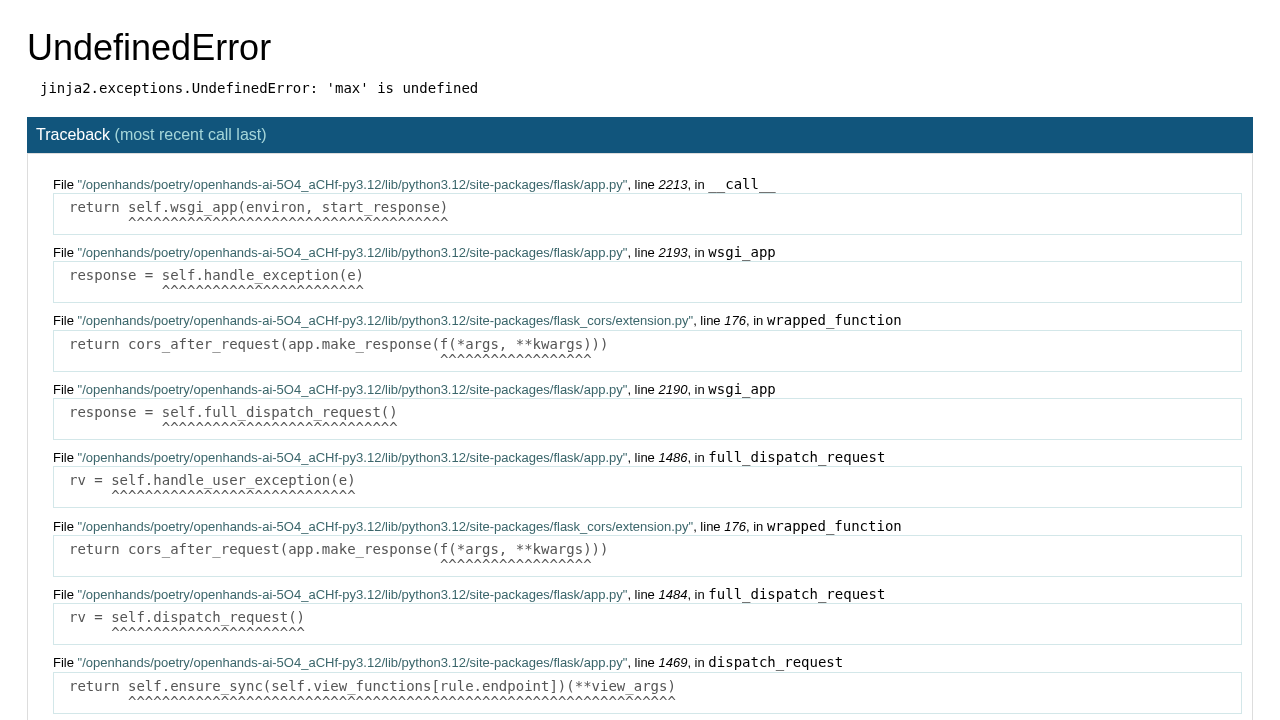 UndefinedError
jinja2.exceptions.UndefinedError: 'max' is undefined
Traceback (most recent call last)
File "/openhands/poetry/openhands-ai-5O4_aCHf-py3.12/lib/python3.12/site-packages/flask/app.py", line 2213, in __call__
return self.wsgi_app(environ, start_response)
^^^^^^^^^^^^^^^^^^^^^^^^^^^^^^^^^^^^^^
File "/openhands/poetry/openhands-ai-5O4_aCHf-py3.12/lib/python3.12/site-packages/flask/app.py", line 2193, in wsgi_app
response = self.handle_exception(e)
^^^^^^^^^^^^^^^^^^^^^^^^
File "/openhands/poetry/openhands-ai-5O4_aCHf-py3.12/lib/python3.12/site-packages/flask_cors/extension.py", line 176, in wrapped_function
return cors_after_request(app.make_response(f(*args, **kwargs)))
^^^^^^^^^^^^^^^^^^
File "/openhands/poetry/openhands-ai-5O4_aCHf-py3.12/lib/python3.12/site-packages/flask/app.py", line 2190, in wsgi_app
response = self.full_dispatch_request()
^^^^^^^^^^^^^^^^^^^^^^^^^^^^
File "/openhands/poetry/openhands-ai-5O4_aCHf-py3.12/lib/python3.12/site-packages/flask/app.py", line 1486, in full_dispatch_request
rv = self.handle_user_exception(e)
^^^^^^^^^^^^^^^^^^^^^^^^^^^^^
File "/openhands/poetry/openhands-ai-5O4_aCHf-py3.12/lib/python3.12/site-packages/flask_cors/extension.py", line 176, in wrapped_function
return cors_after_request(app.make_response(f(*args, **kwargs)))
^^^^^^^^^^^^^^^^^^
File "/openhands/poetry/openhands-ai-5O4_aCHf-py3.12/lib/python3.12/site-packages/flask/app.py", line 1484, in full_dispatch_request
rv = self.dispatch_request()
^^^^^^^^^^^^^^^^^^^^^^^
File "/openhands/poetry/openhands-ai-5O4_aCHf-py3.12/lib/python3.12/site-packages/flask/app.py", line 1469, in dispatch_request
return self.ensure_sync(self.view_functions[rule.endpoint])(**view_args)
^^^^^^^^^^^^^^^^^^^^^^^^^^^^^^^^^^^^^^^^^^^^^^^^^^^^^^^^^^^^^^^^^